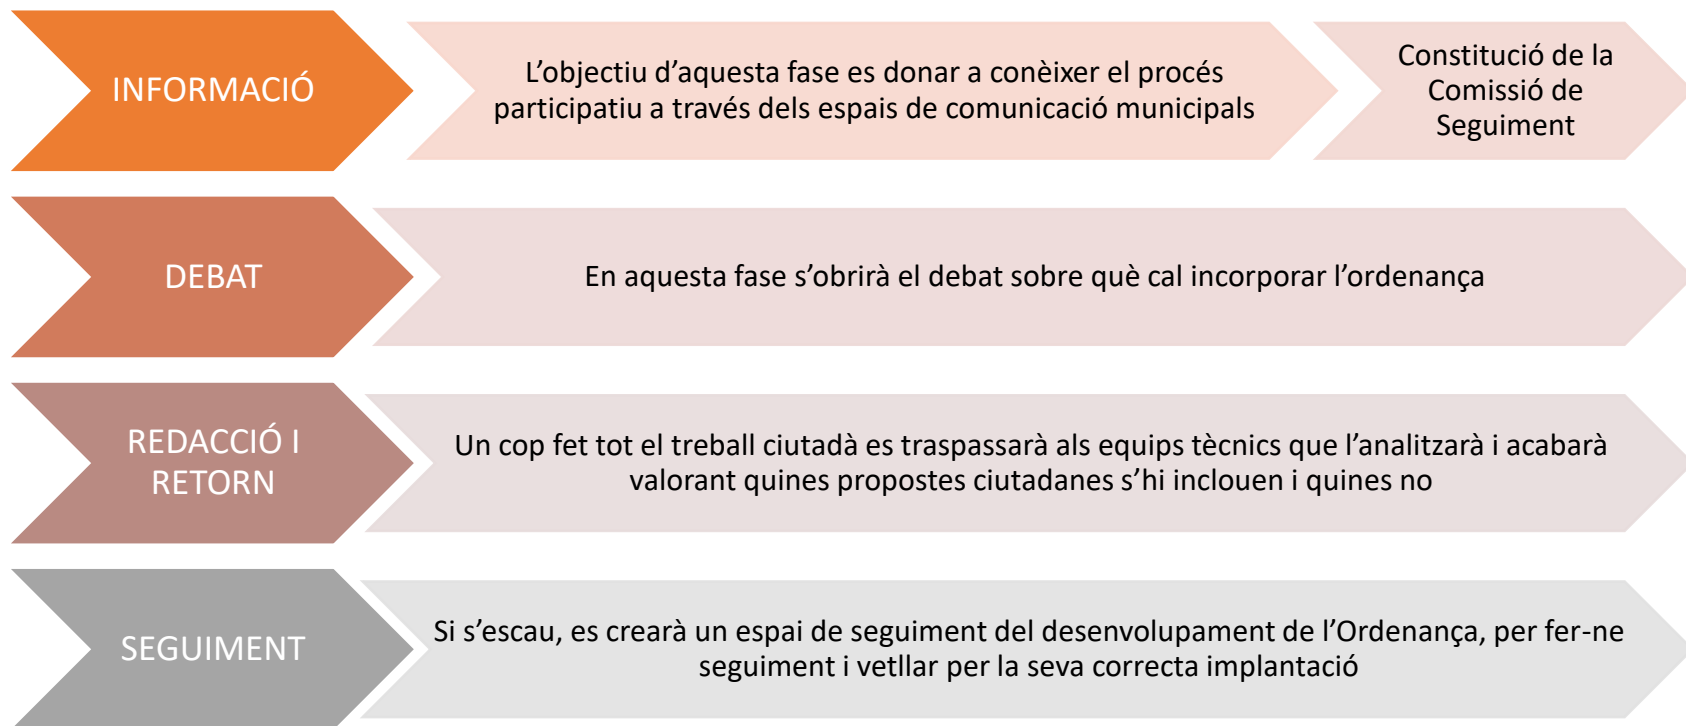 INFORMACIÓ
L’objectiu d’aquesta fase es donar a conèixer el procés
participatiu a través dels espais de comunicació municipals
Constitució de la
Comissió de
Seguiment
DEBAT
En aquesta fase s’obrirà el debat sobre què cal incorporar l’ordenança
REDACCIÓ I
RETORN
Un cop fet tot el treball ciutadà es traspassarà als equips tècnics que l’analitzarà i acabarà
valorant quines propostes ciutadanes s’hi inclouen i quines no
SEGUIMENT
Si s’escau, es crearà un espai de seguiment del desenvolupament de l’Ordenança, per fer-ne
seguiment i vetllar per la seva correcta implantació